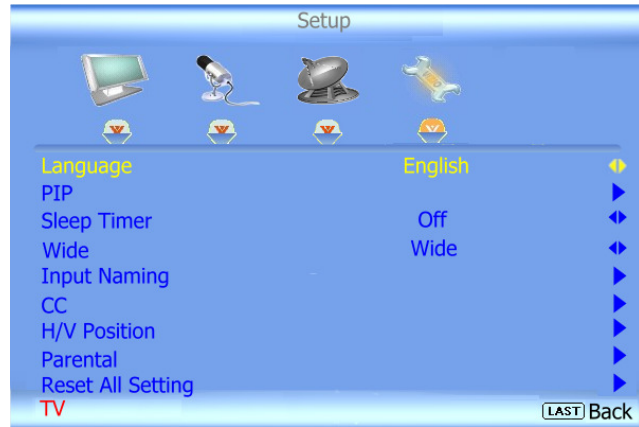 Setup
Language English
PIP
Sleep Timer Off
Wide Wide
Input Naming
CC
H/V Position
Parental
Reset All Setting
TV LAST Back